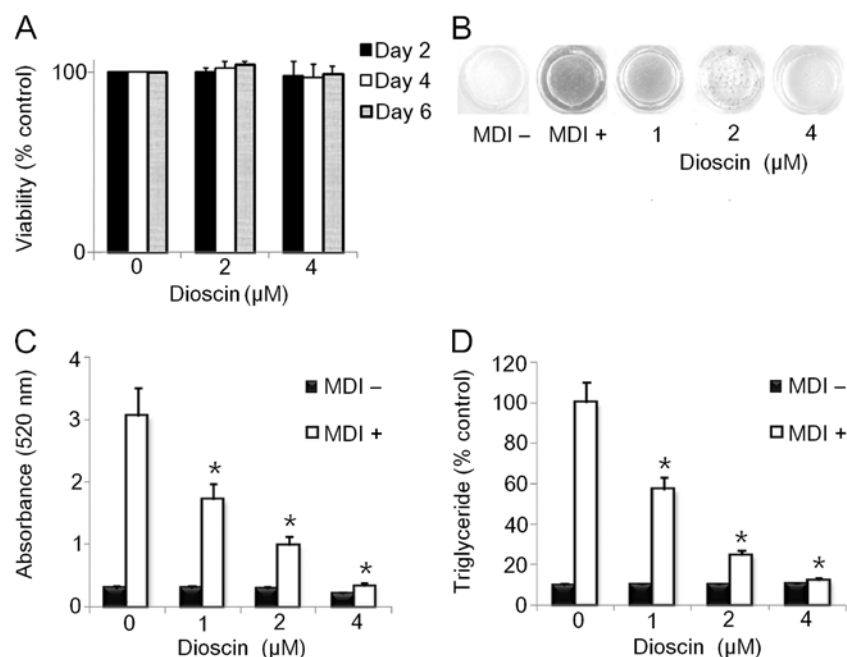 A
Viability (% control)
100
0
0 2 4
Dioscin (µM)
Day 2
Day 4
Day 6
B
MDI – MDI + 1 2 4
Dioscin (µM)
C
Absorbance (520 nm)
4
3
2
1
0
* * *
0 1 2 4
Dioscin (µM)
MDI –
MDI +
D
Triglyceride (% control)
120
100
80
60
40
20
0
* * *
0 1 2 4
Dioscin (µM)
MDI –
MDI +